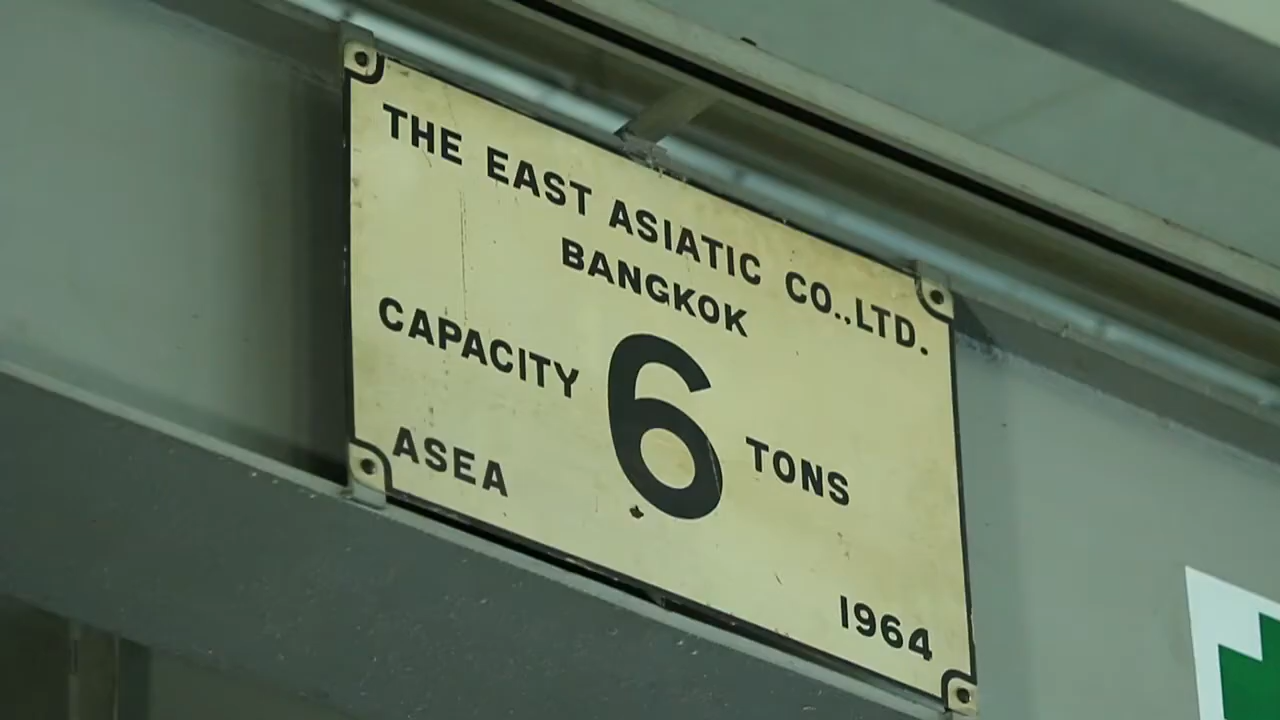 THE EAST ASIATIC CO.,LTD.
BANGKOK
CAPACITY 6 TONS
ASEA
1964